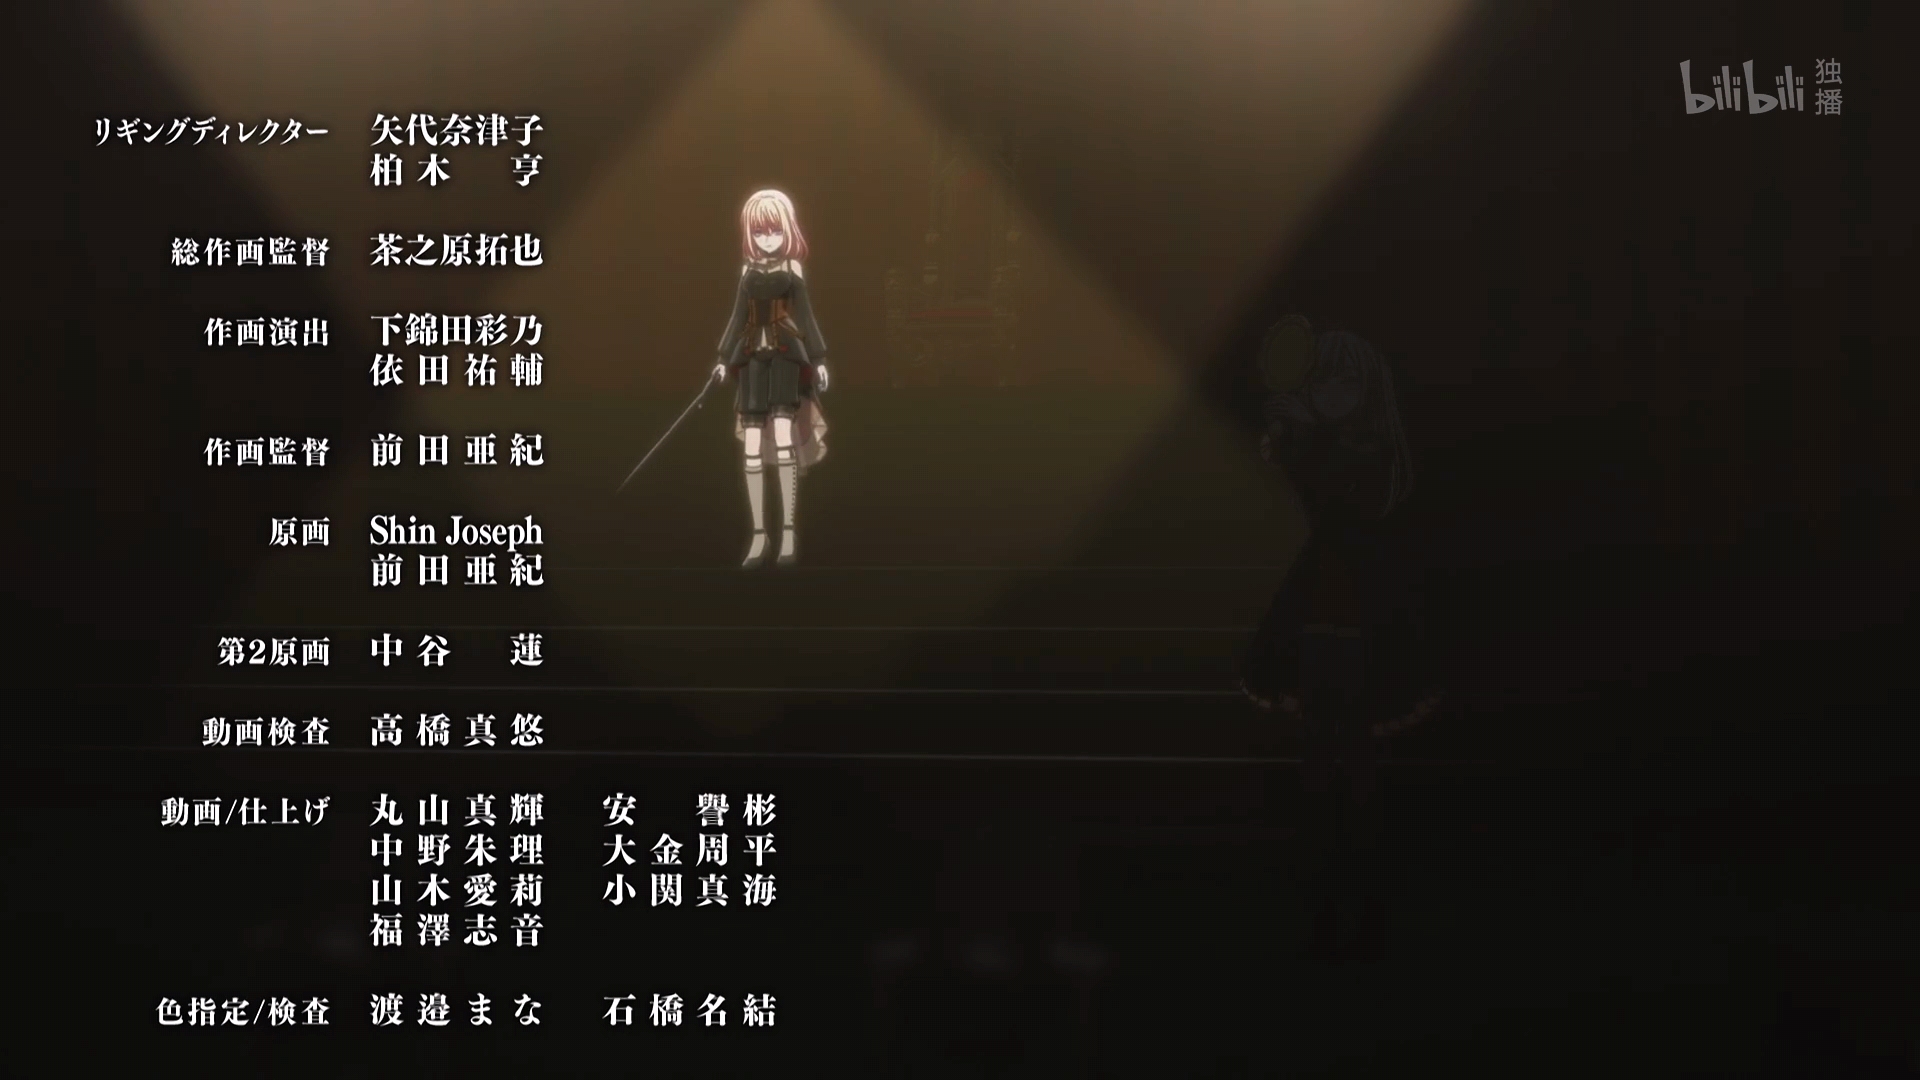 bilibili 独播
リギングディレクター 矢代奈津子
柏木 亨
総作画監督 茶之原拓也
作画演出 下錦田彩乃
依田祐輔
作画監督 前田亜紀
原画 Shin Joseph
前田亜紀
第2原画 中谷 蓮
動画検査 高橋真悠
動画/仕上げ 丸山真輝 安 譽彬
中野朱理 大金周平
山木愛莉 小関真海
福澤志音
色指定/検査 渡邉まな 石橋名結